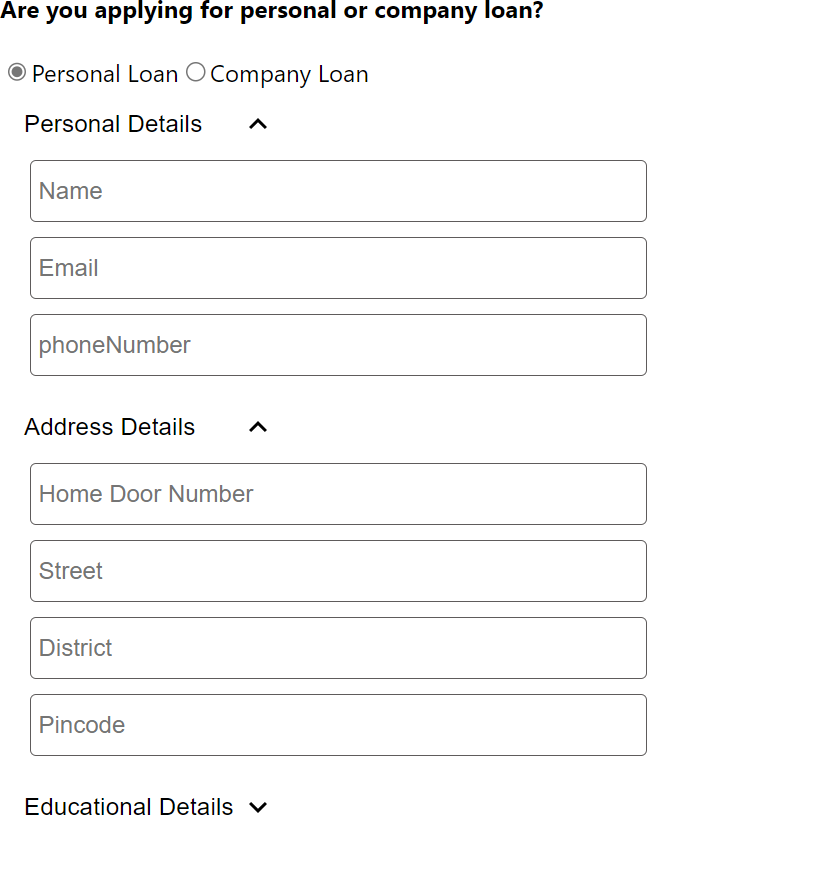 Are you applying for personal or company loan?
Personal Loan Company Loan
Personal Details
Name
Email
phoneNumber
Address Details
Home Door Number
Street
District
Pincode
Educational Details